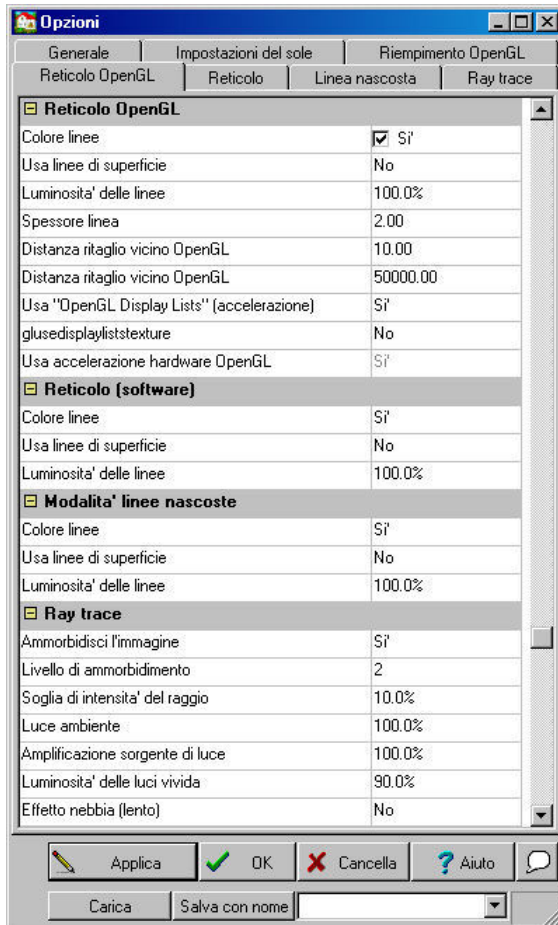 Opzioni
Generale Impostazioni del sole Riempimento OpenGL
Reticolo OpenGL Reticolo Linea nascosta Ray trace
Reticolo OpenGL
Colore linee Si'
Usa linee di superficie No
Luminosita' delle linee 100.0%
Spessore linea 2.00
Distanza ritaglio vicino OpenGL 10.00
Distanza ritaglio vicino OpenGL 50000.00
Usa "OpenGL Display Lists" (accelerazione) Si'
glusedisplayliststexture No
Usa accelerazione hardware OpenGL Si'
Reticolo (software)
Colore linee Si'
Usa linee di superficie No
Luminosita' delle linee 100.0%
Modalita' linee nascoste
Colore linee Si'
Usa linee di superficie No
Luminosita' delle linee 100.0%
Ray trace
Ammorbidisci l'immagine Si'
Livello di ammorbidimento 2
Soglia di intensita' del raggio 10.0%
Luce ambiente 100.0%
Amplificazione sorgente di luce 100.0%
Luminosita' delle luci vivida 90.0%
Effetto nebbia (lento) No
Applica OK Cancella Aiuto
Carica Salva con nome